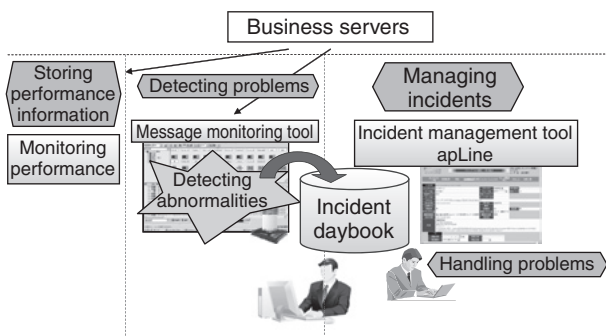 Business servers
Storing
performance
information
Monitoring
performance
Detecting problems
Message monitoring tool
Detecting
abnormalities
Incident
daybook
Managing
incidents
Incident management tool
apLine
Handling problems